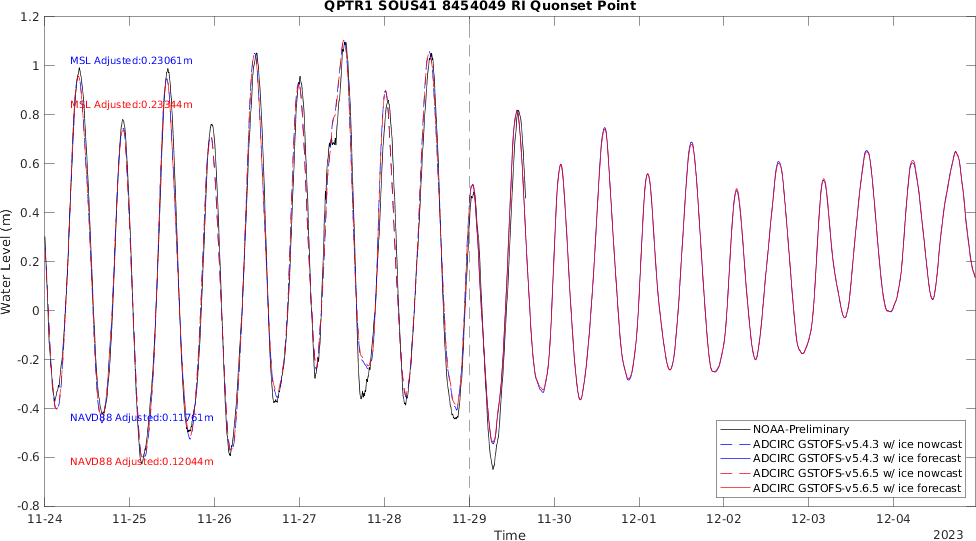 QPTR1 SOUS41 8454049 RI Quonset Point
1.2
1
0.8
0.6
0.4
0.2
0
-0.2
-0.4
-0.6
-0.8
Water Level (m)
MSL Adjusted:0.23061m
MSL Adjusted:0.23344m
NAVD88 Adjusted:0.11761m
NAVD88 Adjusted:0.12044m
NOAA-Preliminary
ADCIRC GSTOFS-v5.4.3 w/ ice nowcast
ADCIRC GSTOFS-v5.4.3 w/ ice forecast
ADCIRC GSTOFS-v5.6.5 w/ ice nowcast
ADCIRC GSTOFS-v5.6.5 w/ ice forecast
11-24 11-25 11-26 11-27 11-28 11-29 11-30 12-01 12-02 12-03 12-04
Time
2023